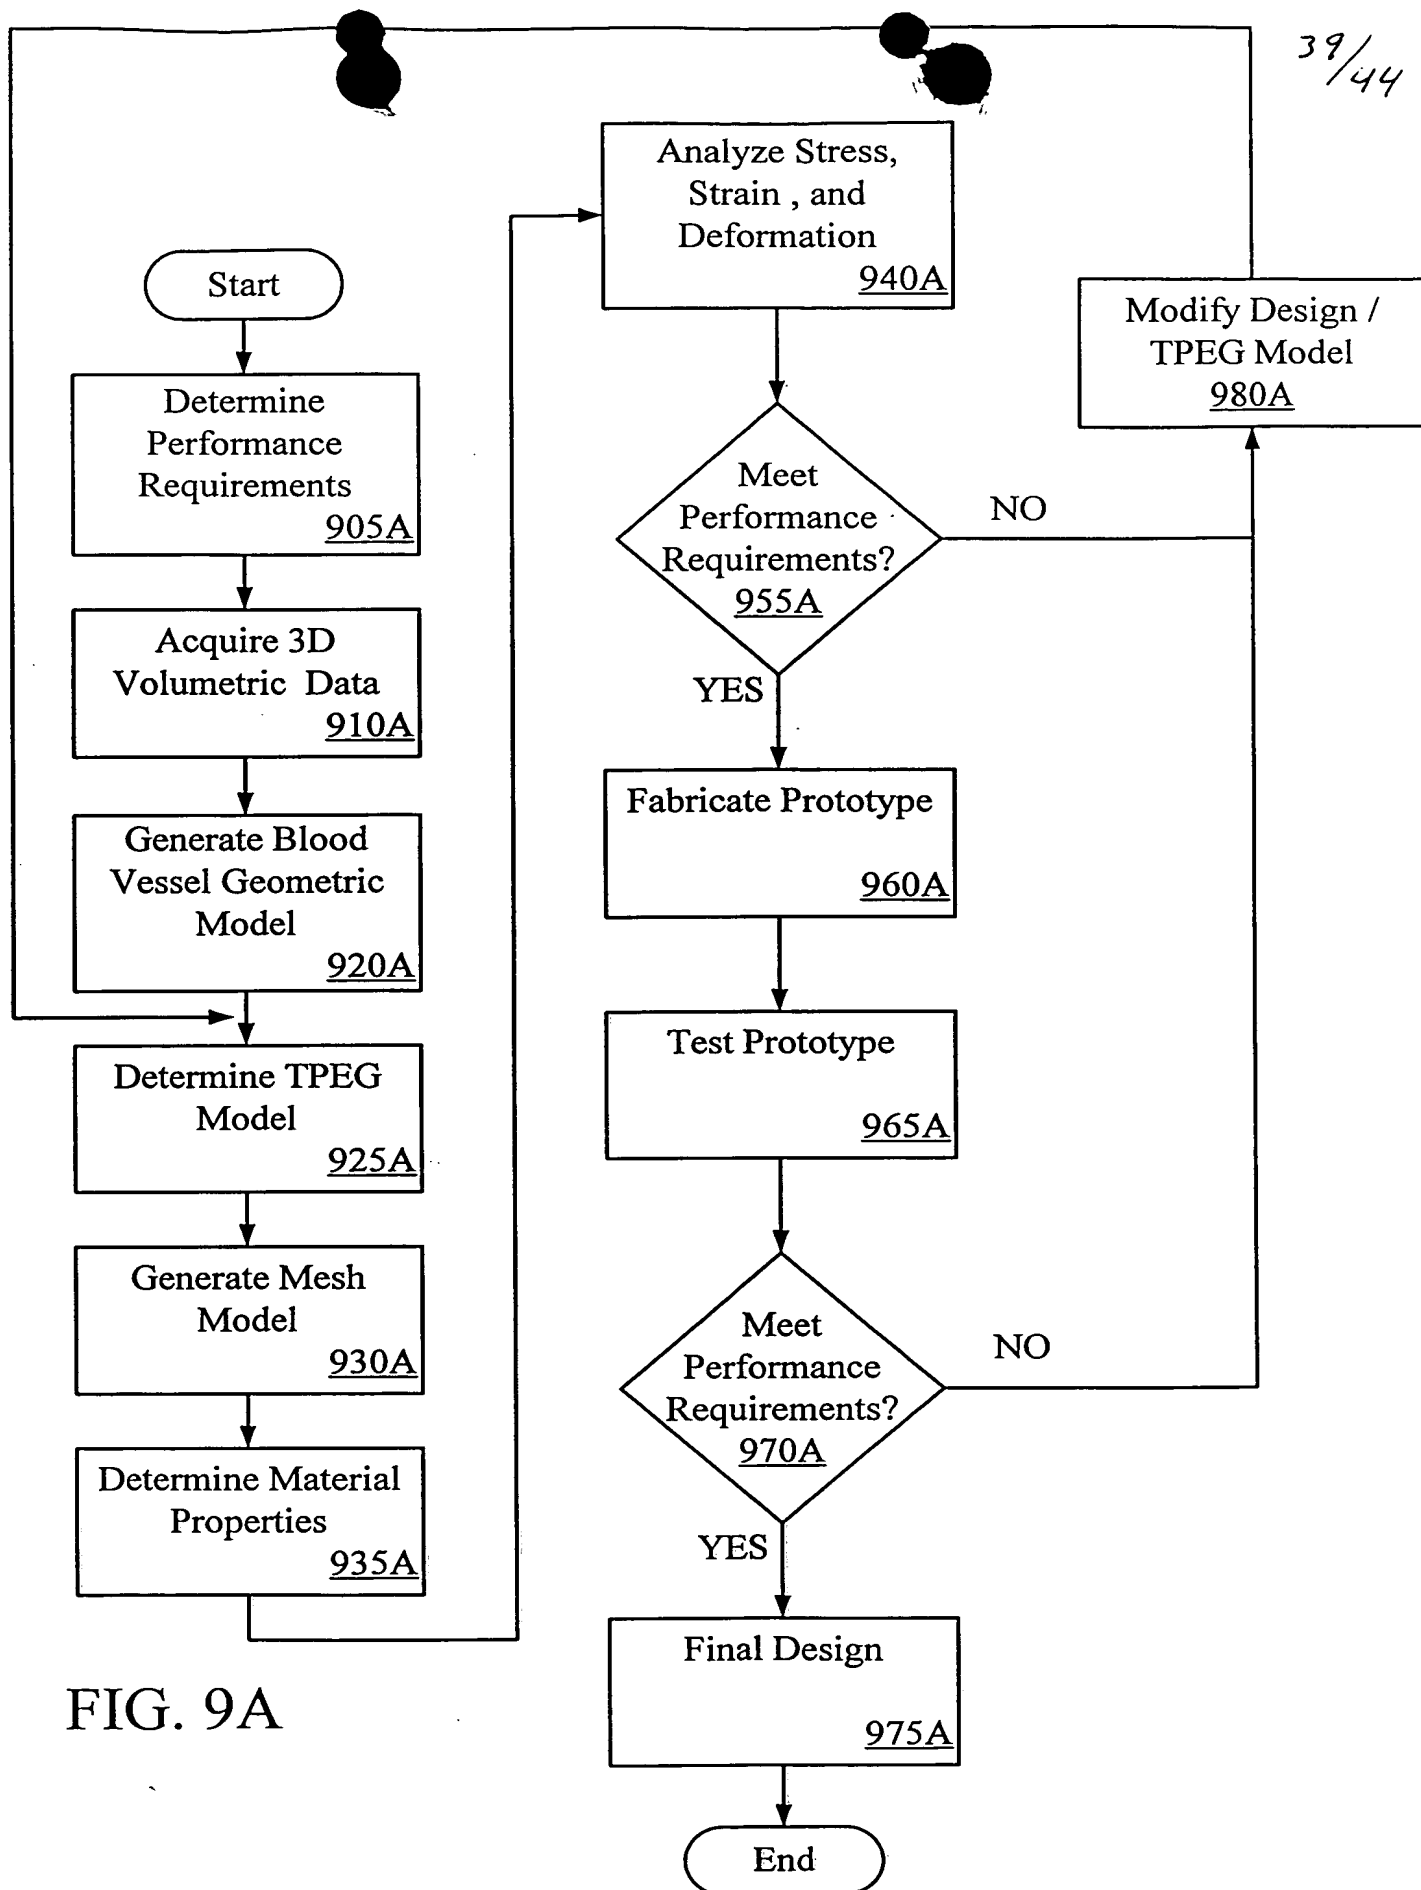 39/44
Start
Determine
Performance
Requirements
905A
Acquire 3D
Volumetric Data
910A
Generate Blood
Vessel Geometric
Model
920A
Determine TPEG
Model
925A
Generate Mesh
Model
930A
Determine Material
Properties
935A
Analyze Stress,
Strain , and
Deformation
940A
Meet
Performance
Requirements?
955A
NO
YES
Fabricate Prototype
960A
Test Prototype
965A
Meet
Performance
Requirements?
970A
NO
YES
Final Design
975A
End
Modify Design /
TPEG Model
980A
FIG. 9A